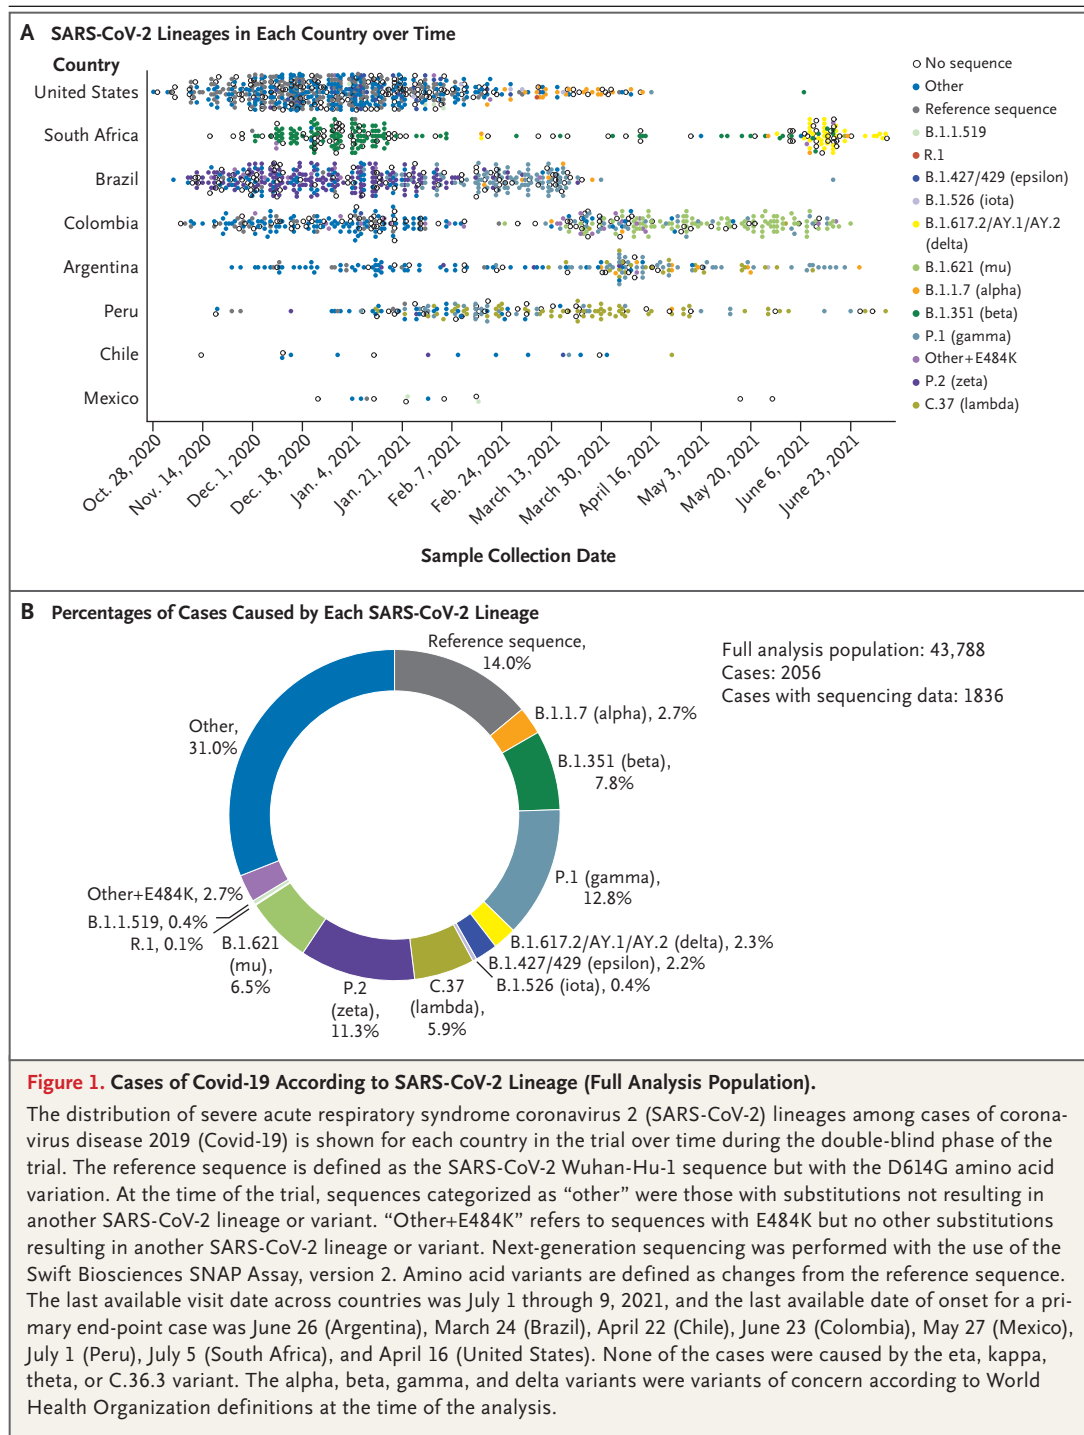 A SARS-CoV-2 Lineages in Each Country over Time
Country
United States
South Africa
Brazil
Colombia
Argentina
Peru
Chile
Mexico
No sequence
Other
Reference sequence
B.1.1.519
R.1
B.1.427/429 (epsilon)
B.1.526 (iota)
B.1.617.2/AY.1/AY.2
(delta)
B.1.621 (mu)
B.1.1.7 (alpha)
B.1.351 (beta)
P.1 (gamma)
Other+E484K
P.2 (zeta)
C.37 (lambda)
Oct. 28, 2020
Nov. 14, 2020
Dec. 1, 2020
Dec. 18, 2020
Jan. 4, 2021
Jan. 21, 2021
Feb. 7, 2021
Feb. 24, 2021
March 13, 2021
March 30, 2021
April 16, 2021
May 3, 2021
May 20, 2021
June 6, 2021
June 23, 2021
Sample Collection Date
B Percentages of Cases Caused by Each SARS-CoV-2 Lineage
Full analysis population: 43,788
Cases: 2056
Cases with sequencing data: 1836
Reference sequence,
14.0%
B.1.1.7 (alpha), 2.7%
B.1.351 (beta),
7.8%
P.1 (gamma),
12.8%
B.1.617.2/AY.1/AY.2 (delta), 2.3%
B.1.427/429 (epsilon), 2.2%
B.1.526 (iota), 0.4%
C.37
(lambda),
5.9%
P.2
(zeta),
11.3%
B.1.621
(mu),
6.5%
R.1, 0.1%
B.1.1.519, 0.4%
Other+E484K, 2.7%
Other,
31.0%
Figure 1. Cases of Covid-19 According to SARS-CoV-2 Lineage (Full Analysis Population).
The distribution of severe acute respiratory syndrome coronavirus 2 (SARS-CoV-2) lineages among cases of corona-
virus disease 2019 (Covid-19) is shown for each country in the trial over time during the double-blind phase of the
trial. The reference sequence is defined as the SARS-CoV-2 Wuhan-Hu-1 sequence but with the D614G amino acid
variation. At the time of the trial, sequences categorized as “other” were those with substitutions not resulting in
another SARS-CoV-2 lineage or variant. “Other+E484K” refers to sequences with E484K but no other substitutions
resulting in another SARS-CoV-2 lineage or variant. Next-generation sequencing was performed with the use of the
Swift Biosciences SNAP Assay, version 2. Amino acid variants are defined as changes from the reference sequence.
The last available visit date across countries was July 1 through 9, 2021, and the last available date of onset for a pri-
mary end-point case was June 26 (Argentina), March 24 (Brazil), April 22 (Chile), June 23 (Colombia), May 27 (Mexico),
July 1 (Peru), July 5 (South Africa), and April 16 (United States). None of the cases were caused by the eta, kappa,
theta, or C.36.3 variant. The alpha, beta, gamma, and delta variants were variants of concern according to World
Health Organization definitions at the time of the analysis.